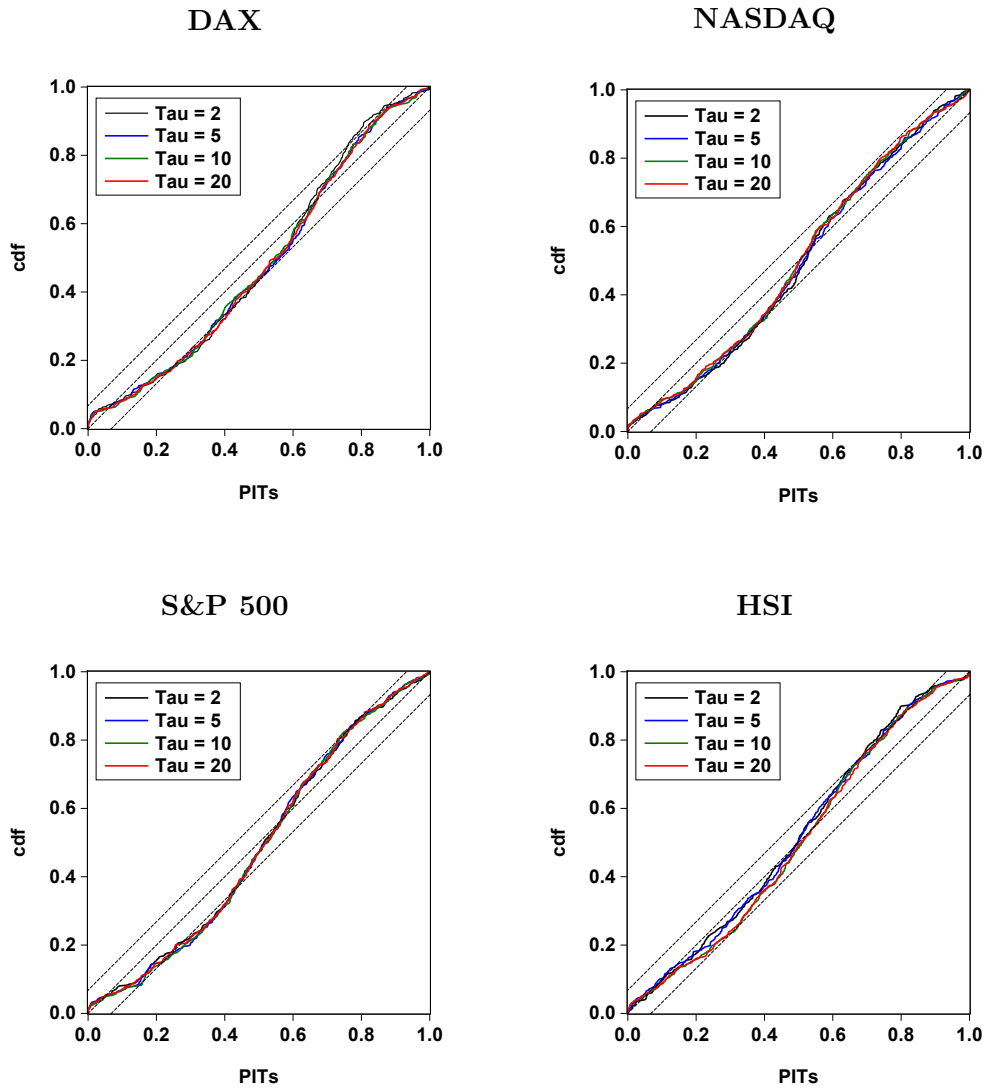 DAX
1.0
0.8
0.6
0.4
0.2
0.0
cdf
Tau = 2
Tau = 5
Tau = 10
Tau = 20
0.0 0.2 0.4 0.6 0.8 1.0
PITs
NASDAQ
1.0
0.8
0.6
0.4
0.2
0.0
cdf
Tau = 2
Tau = 5
Tau = 10
Tau = 20
0.0 0.2 0.4 0.6 0.8 1.0
PITs
S&P 500
1.0
0.8
0.6
0.4
0.2
0.0
cdf
Tau = 2
Tau = 5
Tau = 10
Tau = 20
0.0 0.2 0.4 0.6 0.8 1.0
PITs
HSI
1.0
0.8
0.6
0.4
0.2
0.0
cdf
Tau = 2
Tau = 5
Tau = 10
Tau = 20
0.0 0.2 0.4 0.6 0.8 1.0
PITs